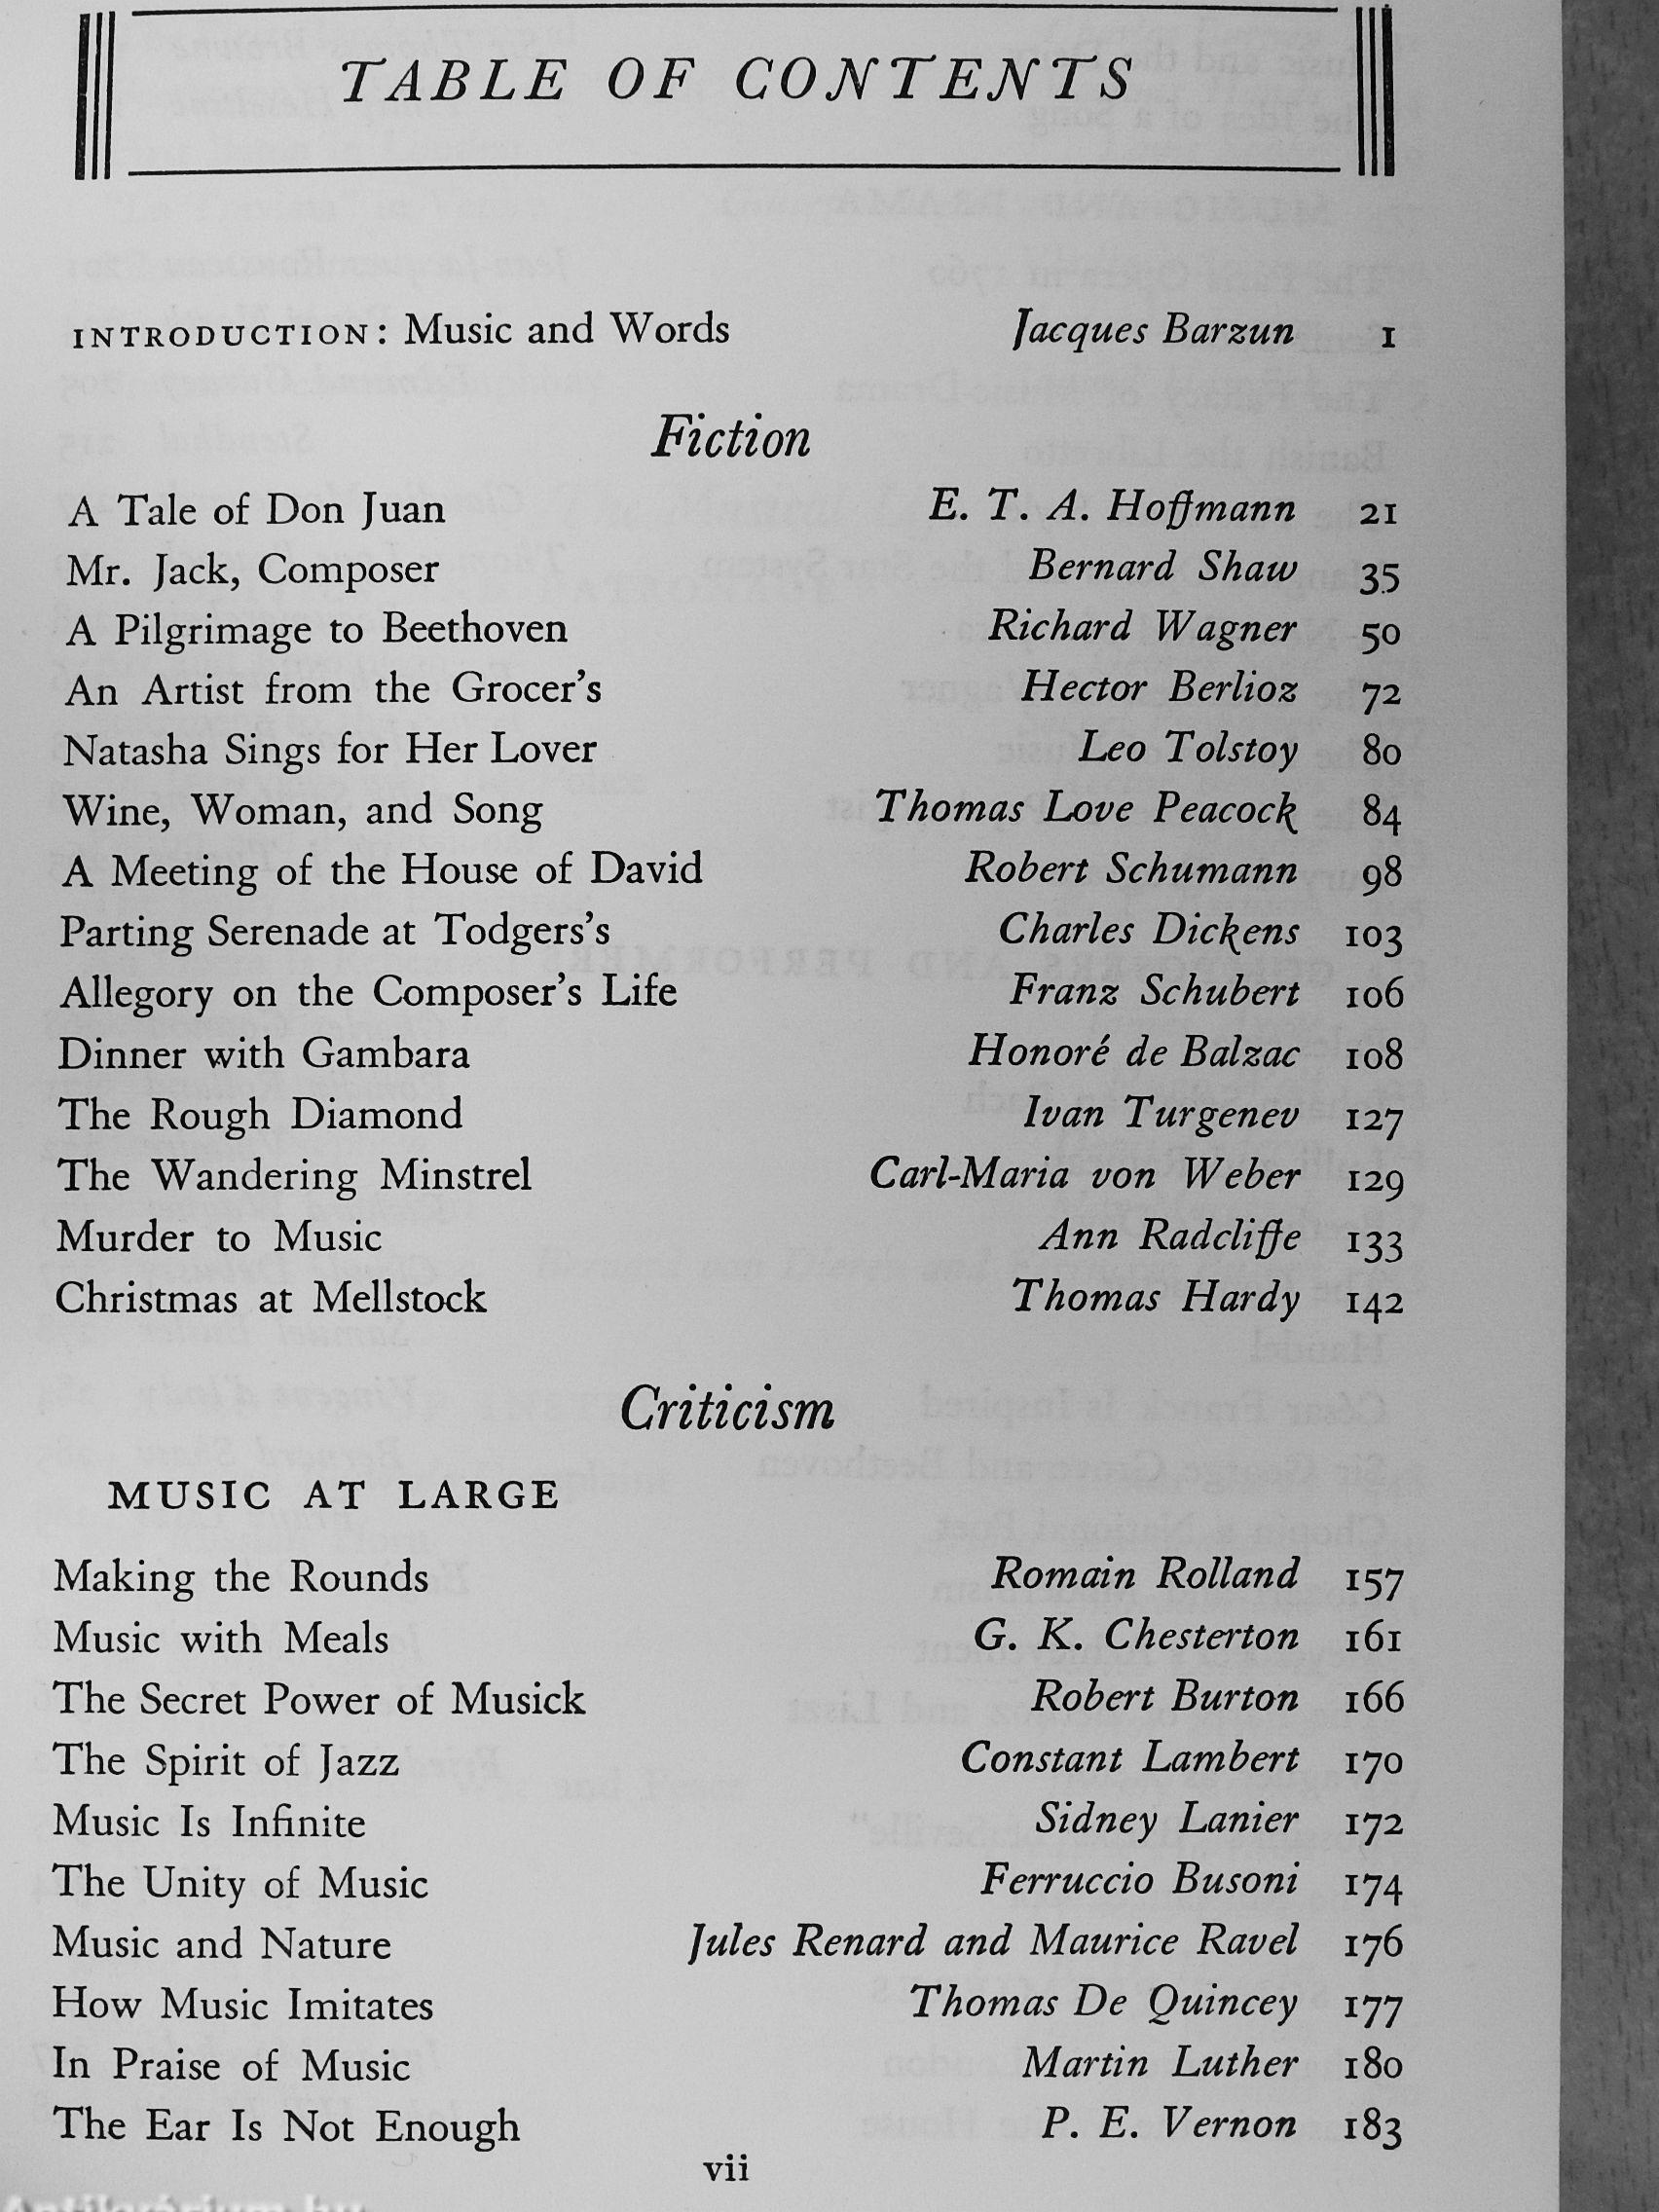 TABLE OF CONTENTS
INTRODUCTION: Music and Words Jacques Barzun 1
Fiction
A Tale of Don Juan E. T. A. Hoffmann 21
Mr. Jack, Composer Bernard Shaw 35
A Pilgrimage to Beethoven Richard Wagner 50
An Artist from the Grocer's Hector Berlioz 72
Natasha Sings for Her Lover Leo Tolstoy 80
Wine, Woman, and Song Thomas Love Peacock 84
A Meeting of the House of David Robert Schumann 98
Parting Serenade at Todgers's Charles Dickens 103
Allegory on the Composer's Life Franz Schubert 106
Dinner with Gambara Honoré de Balzac 108
The Rough Diamond Ivan Turgenev 127
The Wandering Minstrel Carl-Maria von Weber 129
Murder to Music Ann Radcliffe 133
Christmas at Mellstock Thomas Hardy 142
Criticism
MUSIC AT LARGE
Making the Rounds Romain Rolland 157
Music with Meals G. K. Chesterton 161
The Secret Power of Musick Robert Burton 166
The Spirit of Jazz Constant Lambert 170
Music Is Infinite Sidney Lanier 172
The Unity of Music Ferruccio Busoni 174
Music and Nature Jules Renard and Maurice Ravel 176
How Music Imitates Thomas De Quincey 177
In Praise of Music Martin Luther 180
The Ear Is Not Enough P. E. Vernon 183
vii